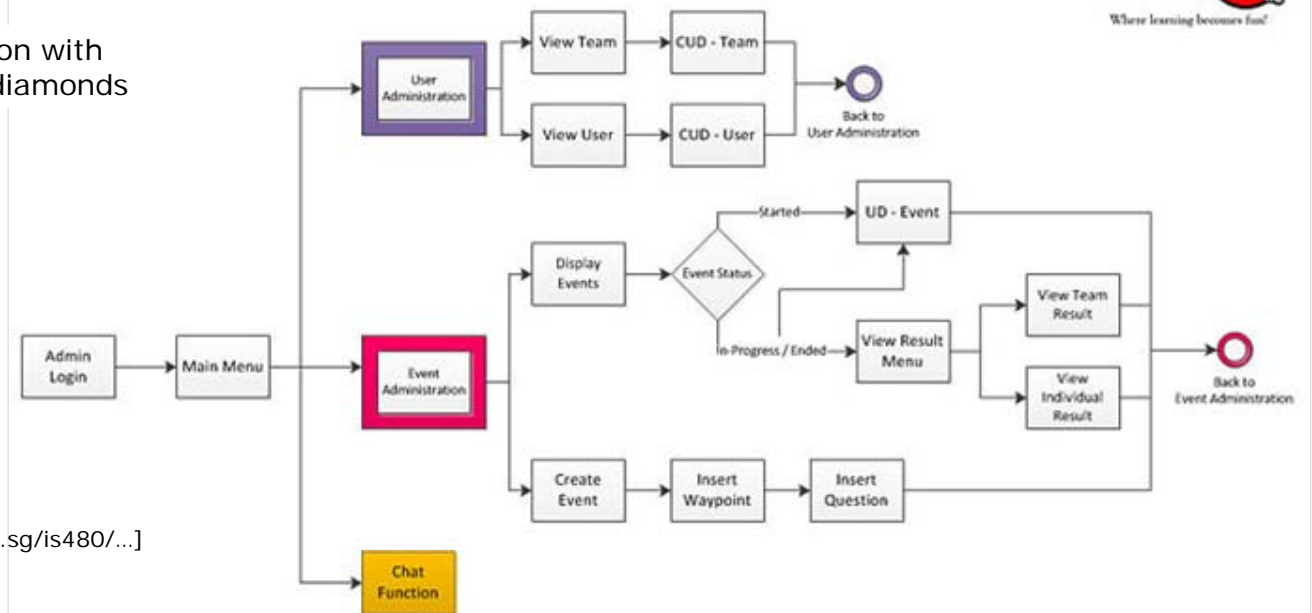 Where learning becomes fun!
on with
diamonds
View Team
CUD - Team
User
Administration
Back to
User Administration
View User
CUD - User
Started
UD - Event
Display
Events
Event Status
View Team
Result
Admin
Login
Main Menu
Event
Administration
In-Progress / Ended
View Result
Menu
View
Individual
Result
Back to
Event Administration
Create
Event
Insert
Waypoint
Insert
Question
.sg/is480/...]
Chat
Function